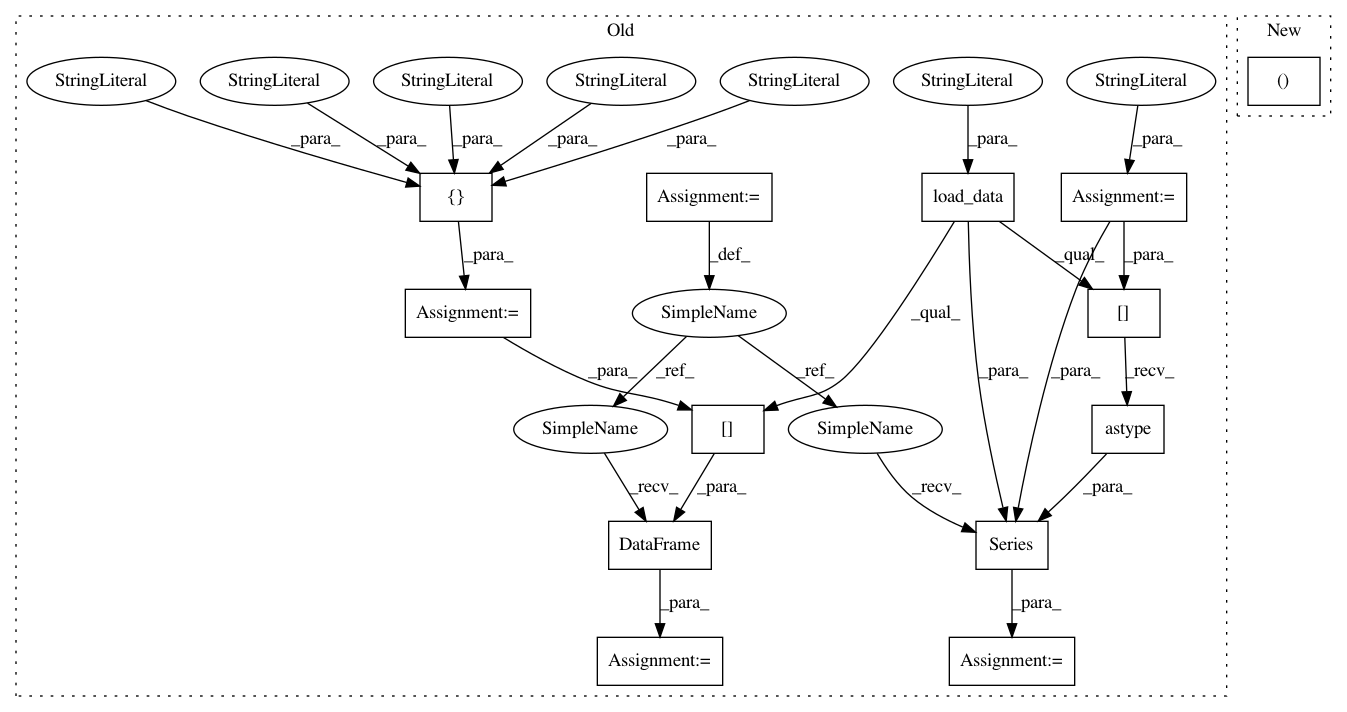 Old
New
StringLiteral
StringLiteral
StringLiteral
StringLiteral
StringLiteral
StringLiteral
StringLiteral
()
_para_
_para_
_para_
_para_
_para_
_para_
_para_
{}
Assignment:=
load_data
Assignment:=
_para_
_def_
_qual_
_para_
Assignment:=
SimpleName
[]
_qual_
_para_
_ref_
_ref_
_para_
_para_
_recv_
SimpleName
[]
SimpleName
astype
_recv_
_para_
_recv_
_para_
DataFrame
Series
_para_
_para_
Assignment:=
Assignment:=